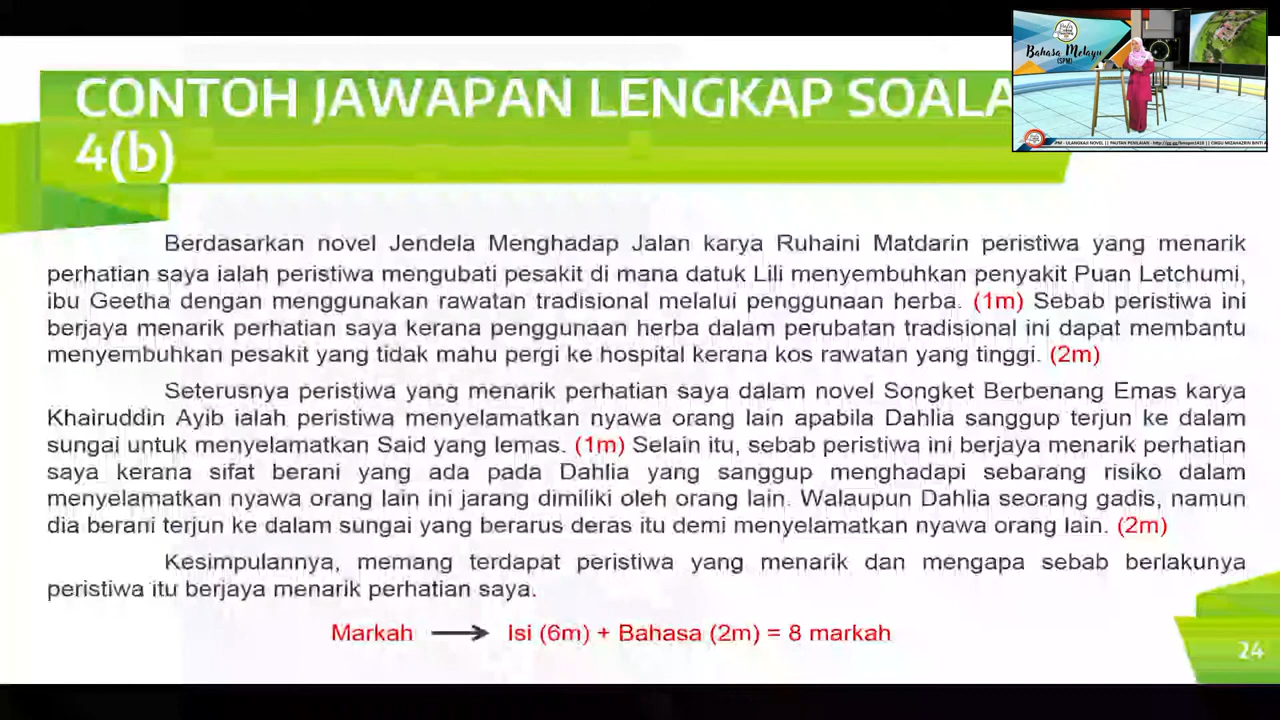 CONTOH JAWAPAN LENGKAP SOALA
4(b)
Bahasa Melayu
(SPM)
PM - ULANGKAJI NOVEL || PAUTAN PENILAIAN -
Berdasarkan novel Jendela Menghadap Jalan karya Ruhaini Matdarin peristiwa yang menarik
perhatian saya ialah peristiwa mengubati pesakit di mana datuk Lili menyembuhkan penyakit Puan Letchumi,
ibu Geetha dengan menggunakan rawatan tradisional melalui penggunaan herba. (1m) Sebab peristiwa ini
berjaya menarik perhatian saya kerana penggunaan herba dalam perubatan tradisional ini dapat membantu
menyembuhkan pesakit yang tidak mahu pergi ke hospital kerana kos rawatan yang tinggi. (2m)
Seterusnya peristiwa yang menarik perhatian saya dalam novel Songket Berbenang Emas karya
Khairuddin Ayib ialah peristiwa menyelamatkan nyawa orang lain apabila Dahlia sanggup terjun ke dalam
sungai untuk menyelamatkan Said yang lemas. (1m) Selain itu, sebab peristiwa ini berjaya menarik perhatian
saya kerana sifat berani yang ada pada Dahlia yang sanggup menghadapi sebarang risiko dalam
menyelamatkan nyawa orang lain ini jarang dimiliki oleh orang lain. Walaupun Dahlia seorang gadis, namun
dia berani terjun ke dalam sungai yang berarus deras itu demi menyelamatkan nyawa orang lain. (2m)
Kesimpulannya, memang terdapat peristiwa yang menarik dan mengapa sebab berlakunya
peristiwa itu berjaya menarik perhatian saya.
Markah → Isi (6m) + Bahasa (2m) = 8 markah
24